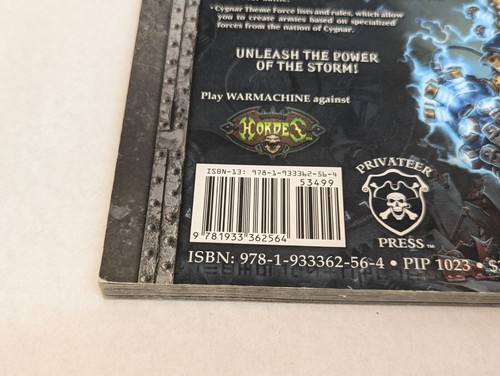 • Cygnar Theme Force lists and rules, which allow
you to create armies based on specialized
forces from the nation of Cygnar.
UNLEASH THE POWER
OF THE STORM!
Play WARMACHINE against
HORDES
ISBN-13: 978-1-933362-56-4
53499
9 781933 362564
PRIVATEER
PRESS™
ISBN: 978-1-933362-56-4 • PIP 1023 •